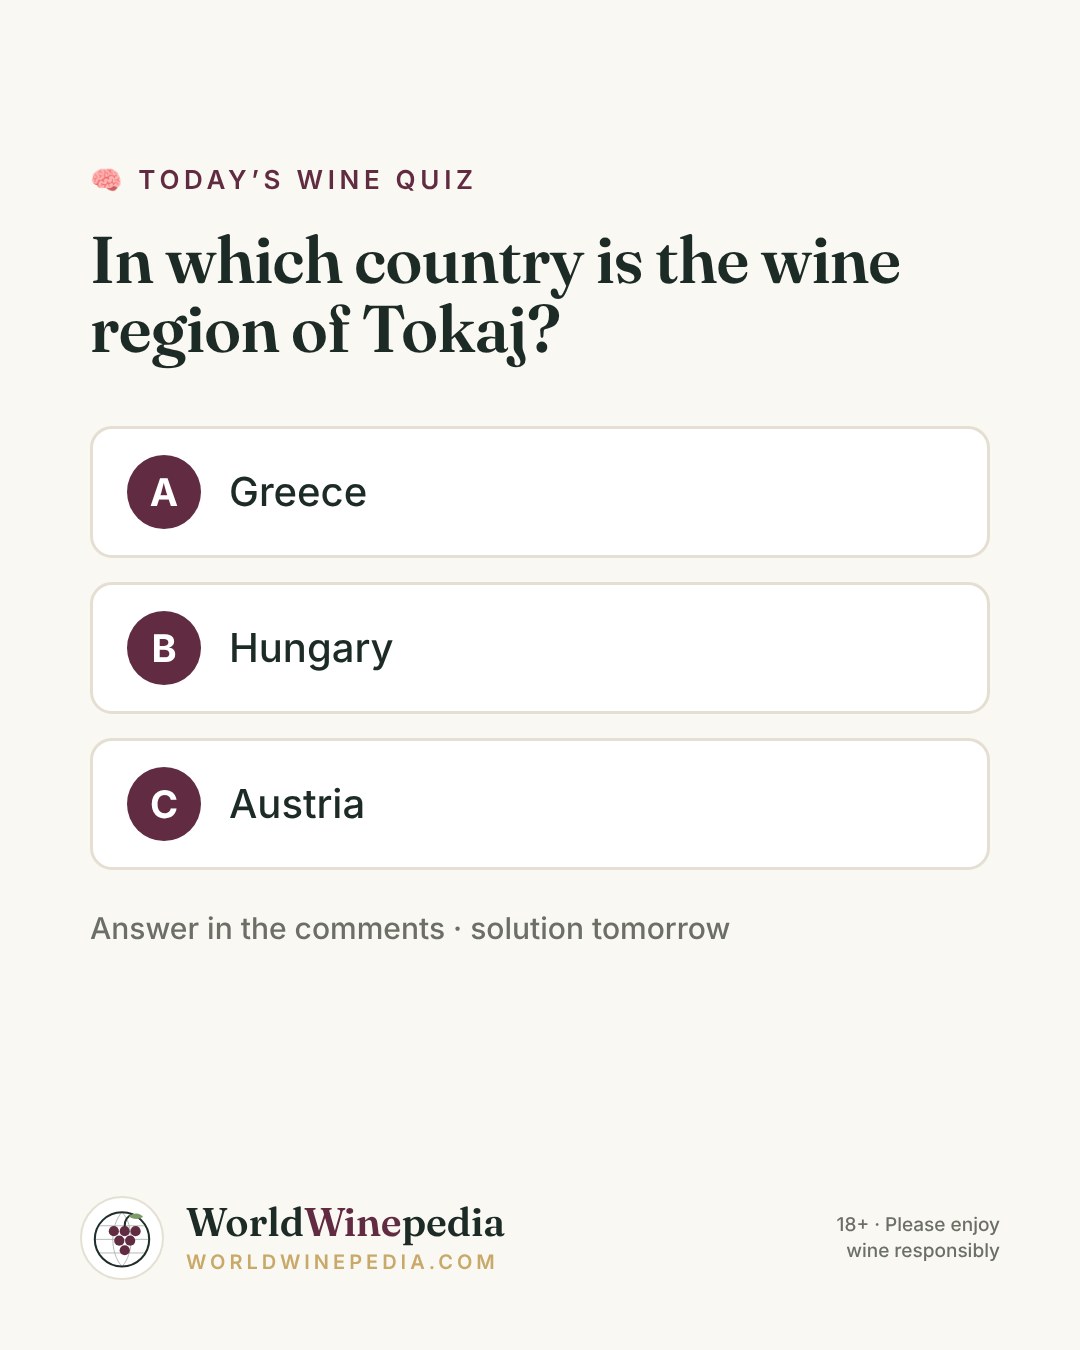 🧠 TODAY’S WINE QUIZ
In which country is the wine
region of Tokaj?
A Greece
B Hungary
C Austria
Answer in the comments · solution tomorrow
WorldWinepedia
WORLDWINEPEDIA.COM
18+ · Please enjoy
wine responsibly